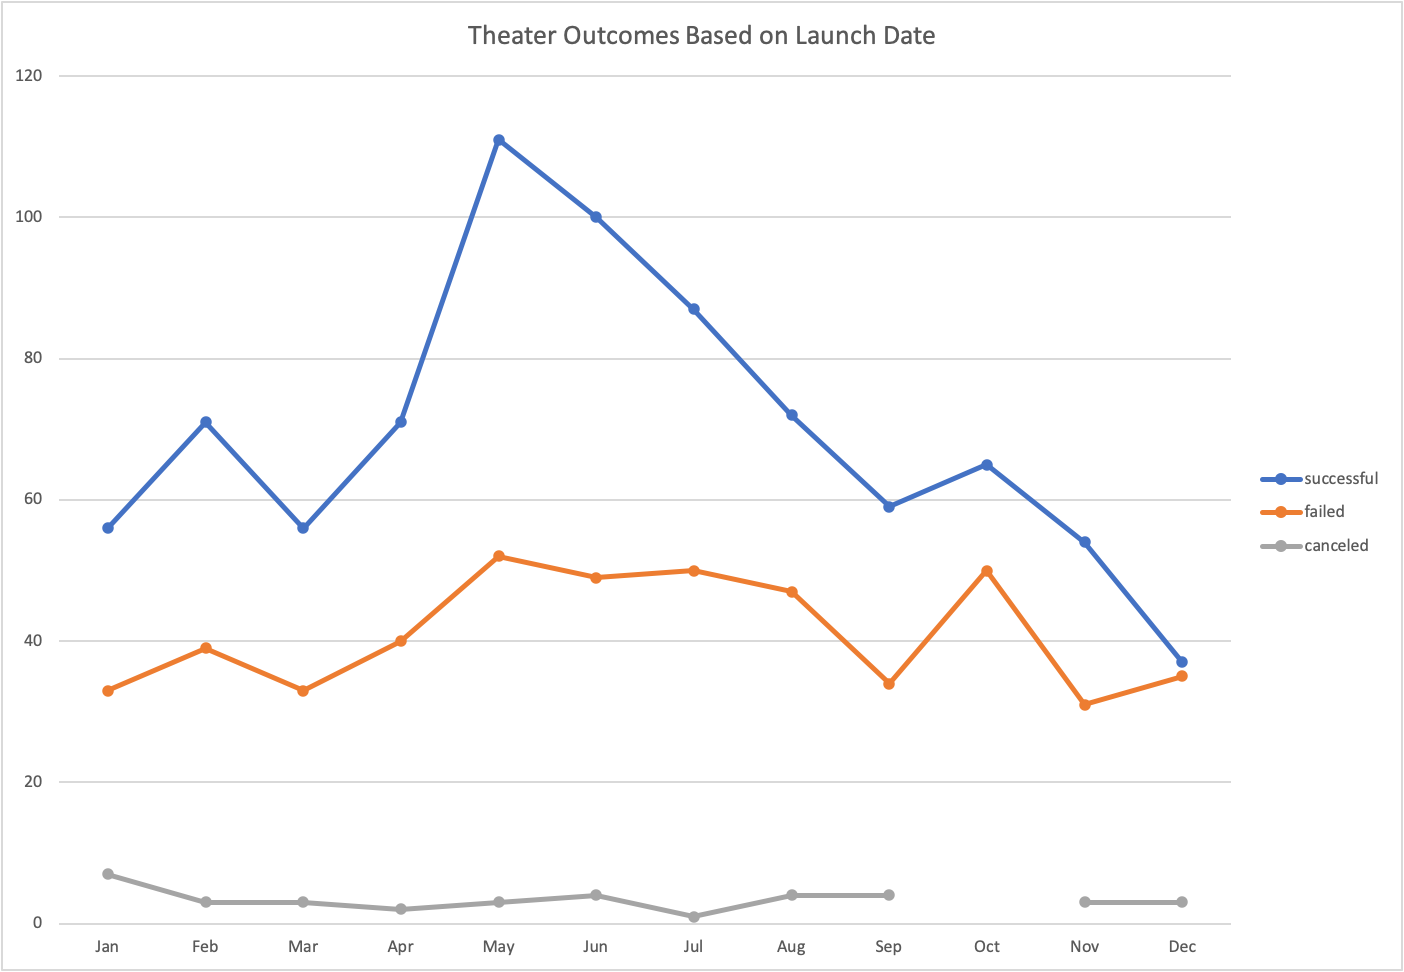 Theater Outcomes Based on Launch Date
120
100
80
60
40
20
0
Jan Feb Mar Apr May Jun Jul Aug Sep Oct Nov Dec
successful
failed
canceled